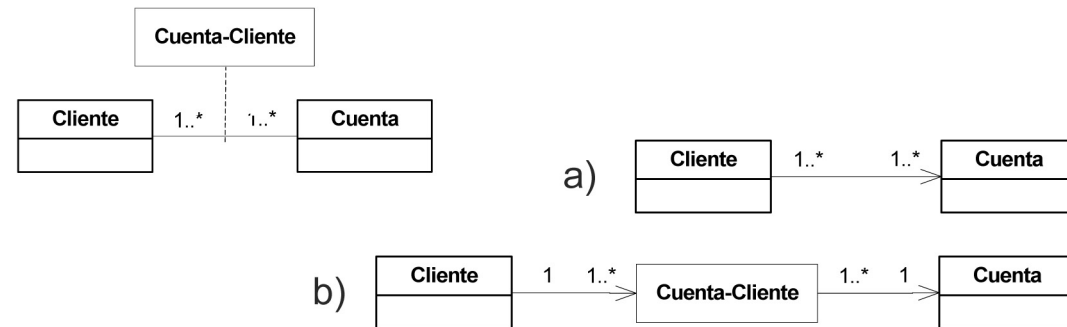 Cuenta-Cliente
Cliente 1..* 1..* Cuenta
a) Cliente 1..* 1..* Cuenta
b) Cliente 1 1..* Cuenta-Cliente 1..* 1 Cuenta